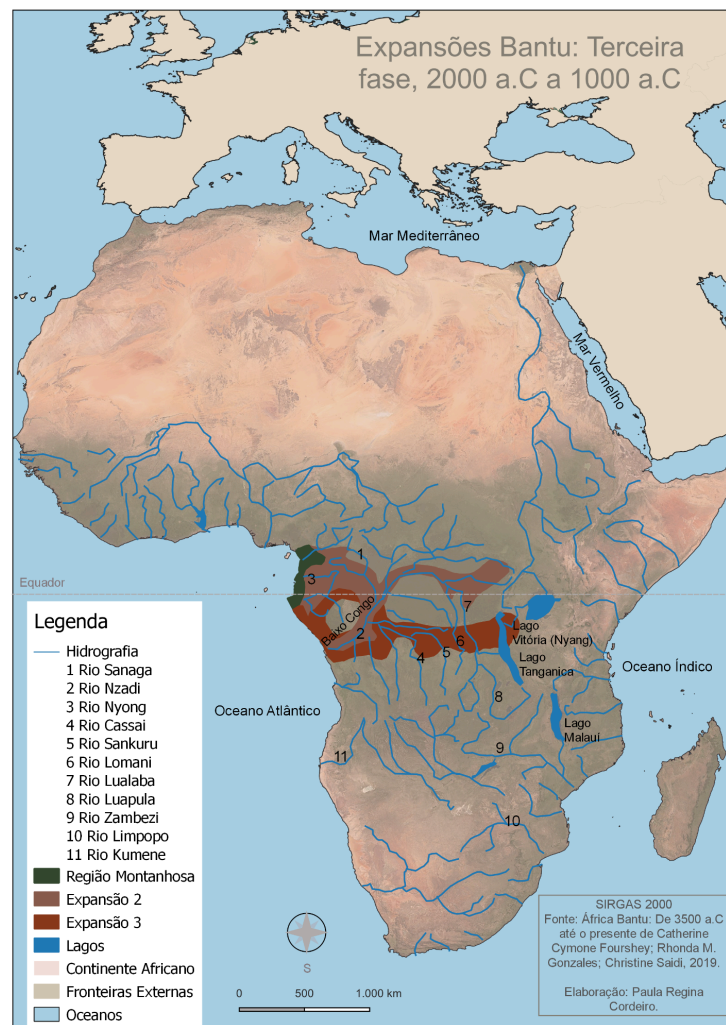 Expansões Bantu: Terceira
fase, 2000 a.C a 1000 a.C
Mar Mediterrâneo
Mar Vermelho
1
3
Equador
7
Baixo Congo
2
6
5
4
Lago
Vitória (Nyang)
Lago
Tanganica
Oceano Índico
8
Oceano Atlântico
Lago
Malauí
9
11
10
Legenda
Hidrografia
1 Rio Sanaga
2 Rio Nzadi
3 Rio Nyong
4 Rio Cassai
5 Rio Sankuru
6 Rio Lomani
7 Rio Lualaba
8 Rio Luapula
9 Rio Zambezi
10 Rio Limpopo
11 Rio Kumene
Região Montanhosa
Expansão 2
Expansão 3
Lagos
Continente Africano
Fronteiras Externas
Oceanos
S
0 500 1.000 km
SIRGAS 2000
Fonte: África Bantu: De 3500 a.C
até o presente de Catherine
Cymone Fourshey; Rhonda M.
Gonzales; Christine Saidi, 2019.
Elaboração: Paula Regina
Cordeiro.